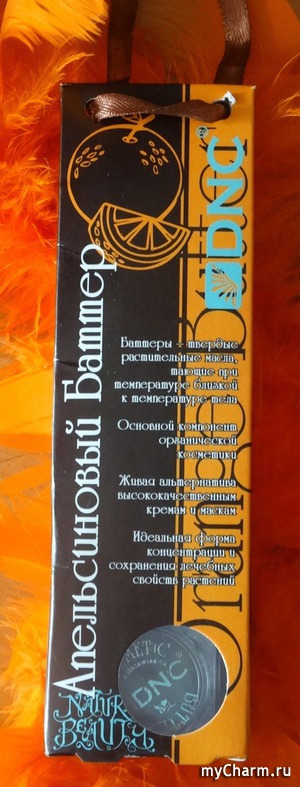 Апельсиновый Баттер
DNC®
Orange Butter
Баттеры - твердые
растительные масла,
тающие при
температуре близкой
к температуре тела
Основной компонент
органической
косметики
Живая альтернатива
высококачественным
кремам и маскам
Идеальная форма
концентрации и
сохранения лечебных
свойств растений
DNC
NATURE
BEAUTY
myCharm.ru